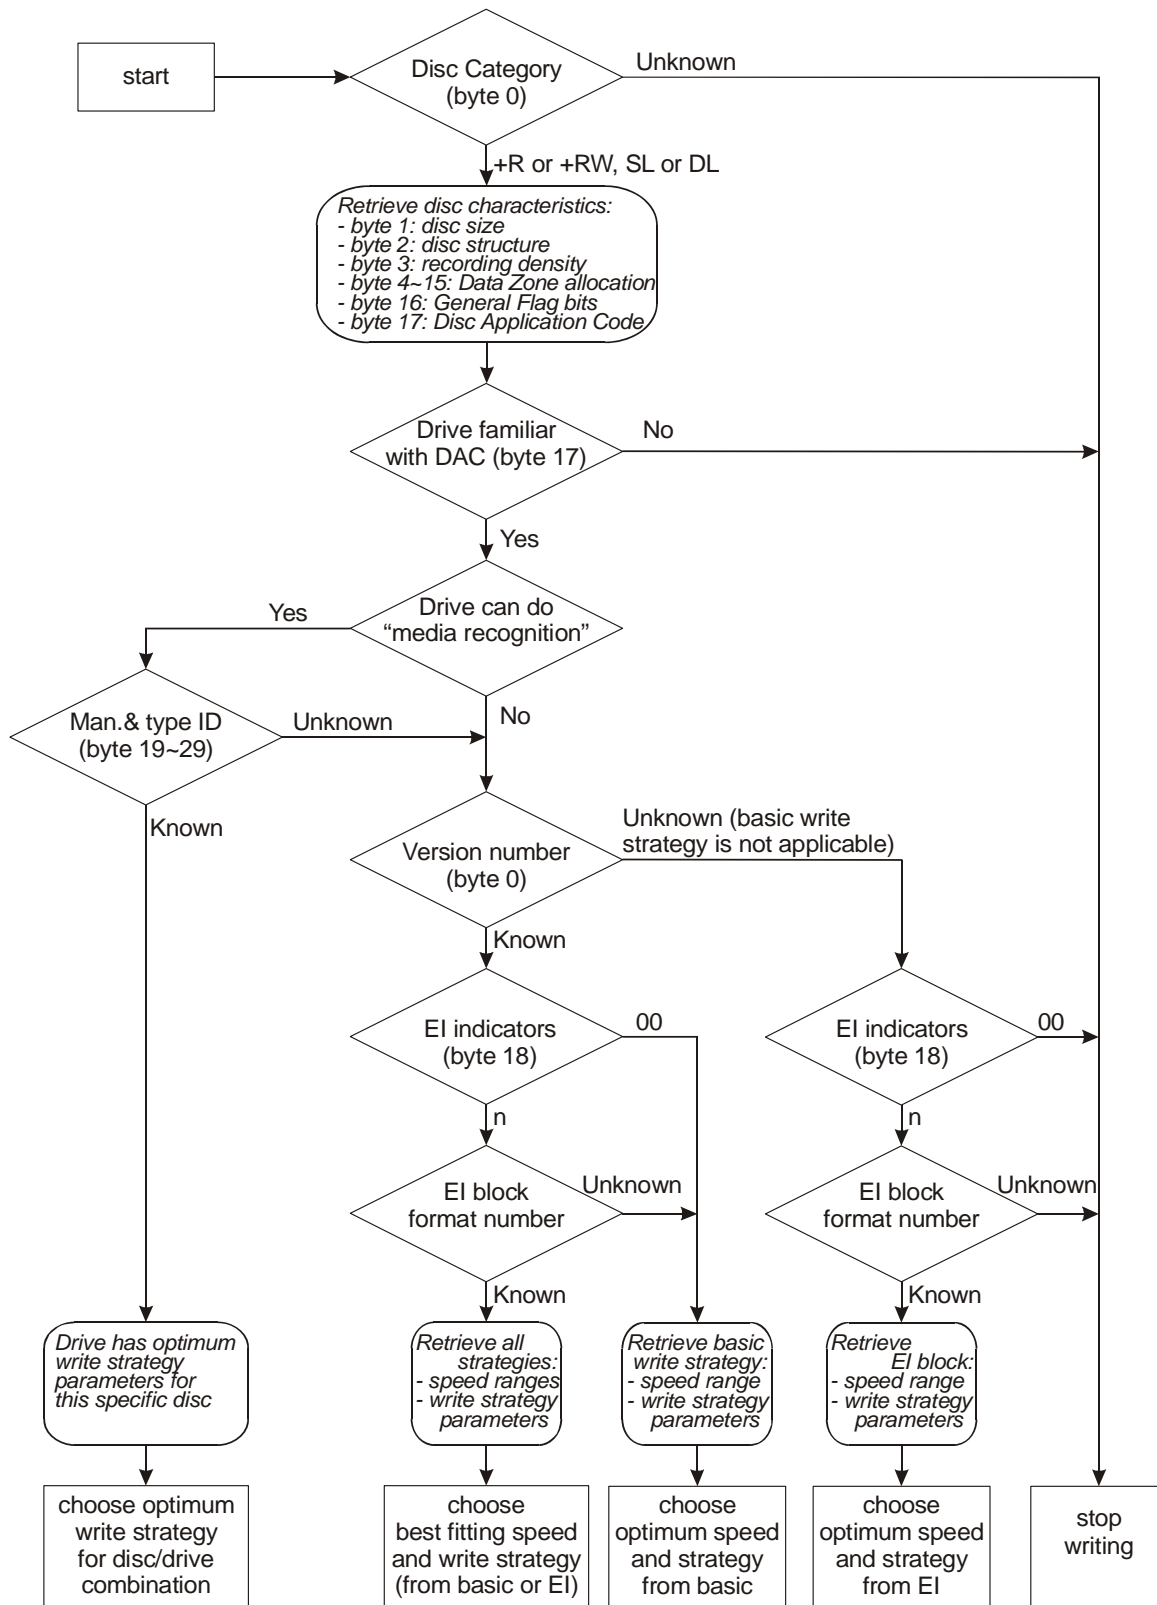 start
Disc Category
(byte 0)
Unknown
+R or +RW, SL or DL
Retrieve disc characteristics:
- byte 1: disc size
- byte 2: disc structure
- byte 3: recording density
- byte 4~15: Data Zone allocation
- byte 16: General Flag bits
- byte 17: Disc Application Code
Drive familiar
with DAC (byte 17)
No
Yes
Drive can do
“media recognition”
Yes
No
Man.& type ID
(byte 19~29)
Unknown
Known
Version number
(byte 0)
Unknown (basic write
strategy is not applicable)
Known
EI indicators
(byte 18)
00
n
EI indicators
(byte 18)
00
n
EI block
format number
Unknown
Known
EI block
format number
Unknown
Known
Drive has optimum
write strategy
parameters for
this specific disc
Retrieve all
strategies:
- speed ranges
- write strategy
parameters
Retrieve basic
write strategy:
- speed range
- write strategy
parameters
Retrieve
EI block:
- speed range
- write strategy
parameters
choose optimum
write strategy
for disc/drive
combination
choose
best fitting speed
and write strategy
(from basic or EI)
choose
optimum speed
and strategy
from basic
choose
optimum speed
and strategy
from EI
stop
writing